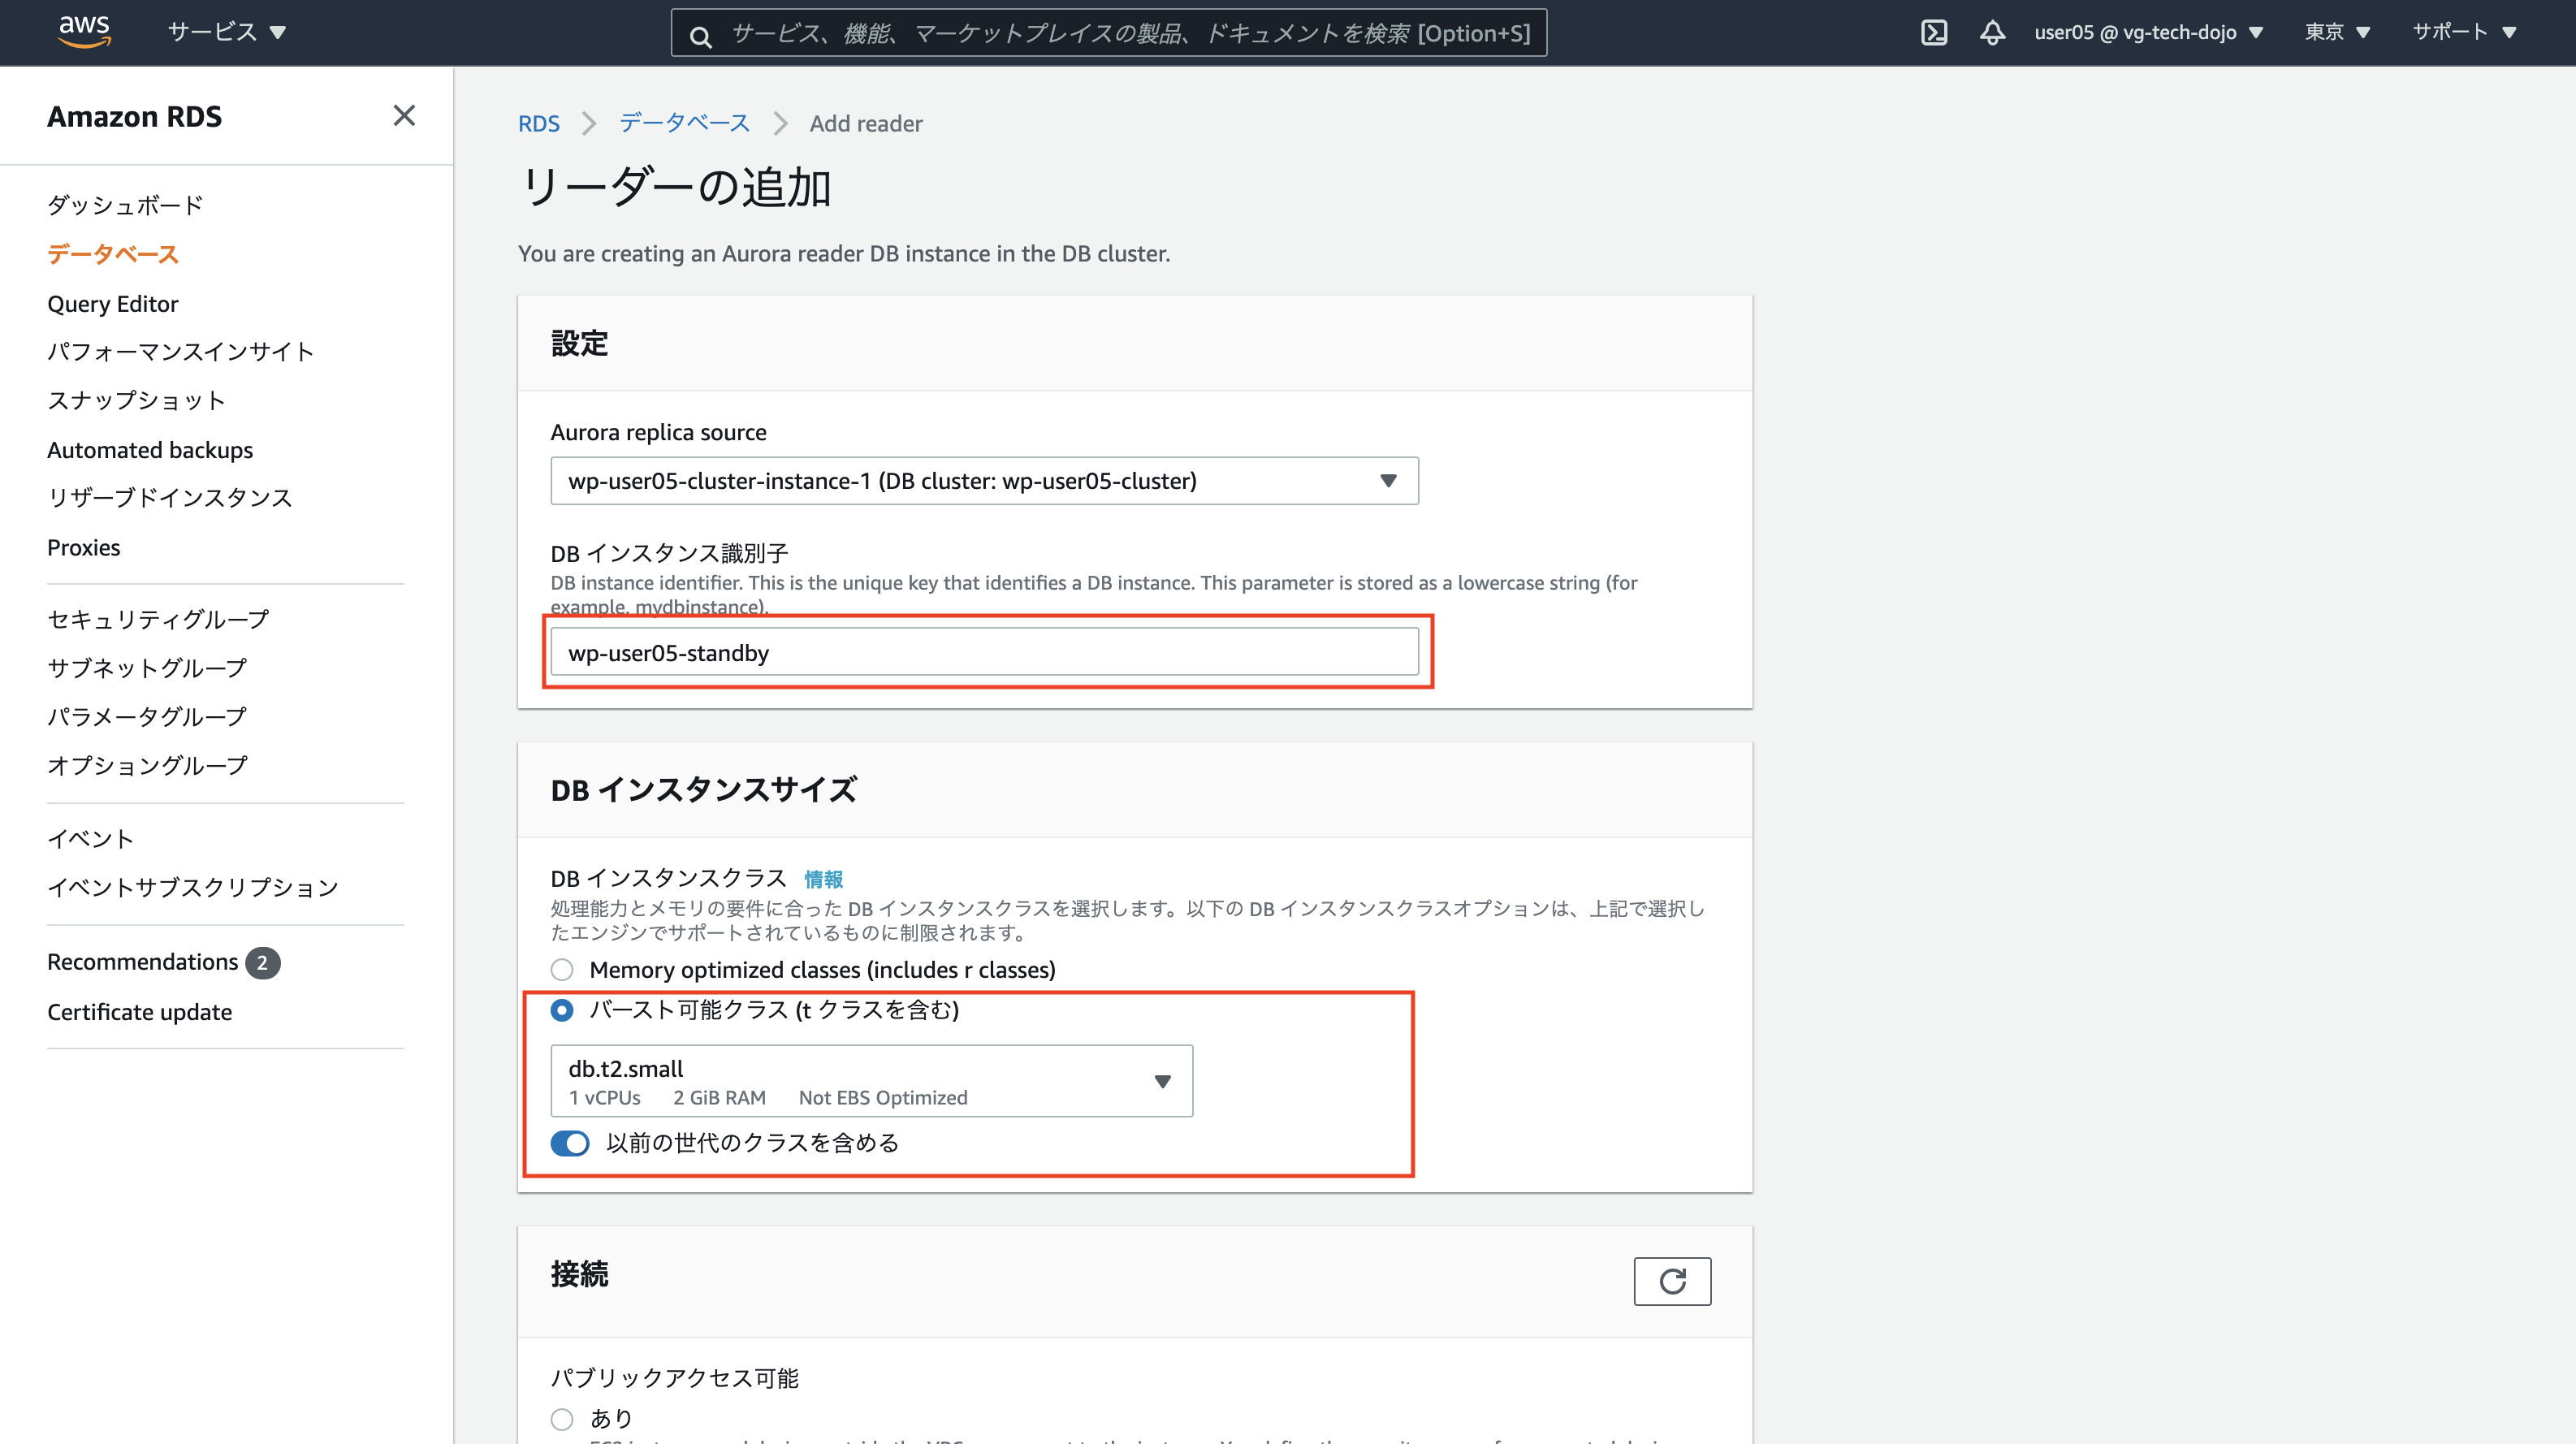 aws
サービス ▼
サービス、機能、マーケットプレイスの製品、ドキュメントを検索 [Option+S]
user05 @ vg-tech-dojo ▼
東京 ▼
サポート ▼
Amazon RDS
ダッシュボード
データベース
Query Editor
パフォーマンスインサイト
スナップショット
Automated backups
リザーブドインスタンス
Proxies
セキュリティグループ
サブネットグループ
パラメータグループ
オプショングループ
イベント
イベントサブスクリプション
Recommendations 2
Certificate update
RDS > データベース > Add reader
リーダーの追加
You are creating an Aurora reader DB instance in the DB cluster.
設定
Aurora replica source
wp-user05-cluster-instance-1 (DB cluster: wp-user05-cluster)
DB インスタンス識別子
DB instance identifier. This is the unique key that identifies a DB instance. This parameter is stored as a lowercase string (for
example, mydbinstance).
wp-user05-standby
DB インスタンスサイズ
DB インスタンスクラス 情報
処理能力とメモリの要件に合った DB インスタンスクラスを選択します。以下の DB インスタンスクラスオプションは、上記で選択し
たエンジンでサポートされているものに制限されます。
Memory optimized classes (includes r classes)
バースト可能クラス (t クラスを含む)
db.t2.small
1 vCPUs 2 GiB RAM Not EBS Optimized
以前の世代のクラスを含める
接続
パブリックアクセス可能
あり